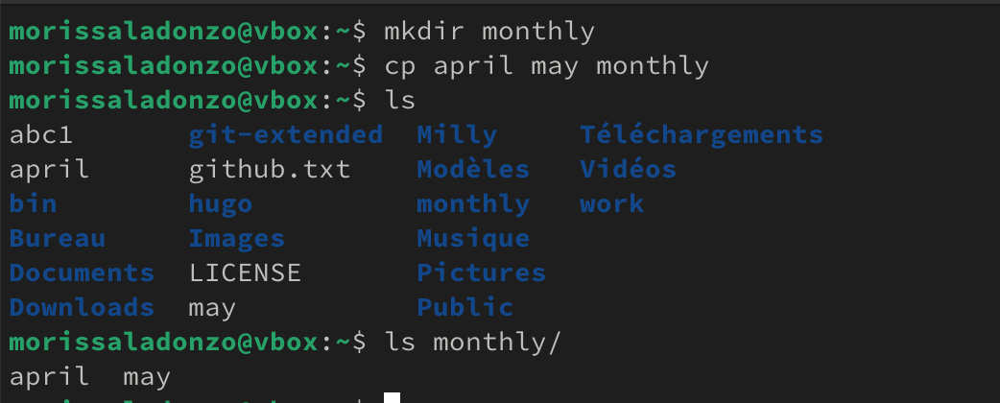 morissaladonzo@vbox:~$ mkdir monthly
morissaladonzo@vbox:~$ cp april may monthly
morissaladonzo@vbox:~$ ls
abc1 git-extended Milly Téléchargements
april github.txt Modèles Vidéos
bin hugo monthly work
Bureau Images Musique
Documents LICENSE Pictures
Downloads may Public
morissaladonzo@vbox:~$ ls monthly/
april may
morissaladonzo@vbox:~$